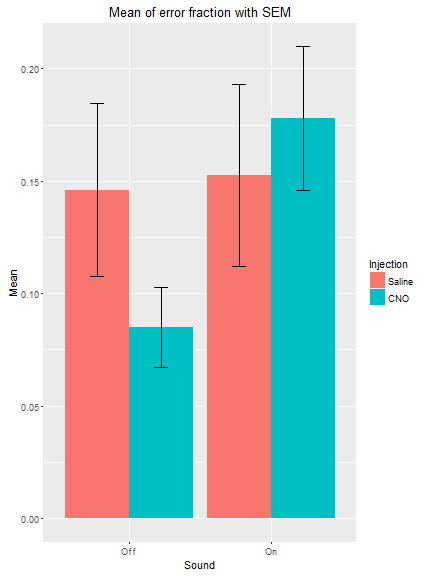 Mean of error fraction with SEM
0.20
0.15
0.10
0.05
0.00
Mean
Off
On
Sound
Injection
Saline
CNO